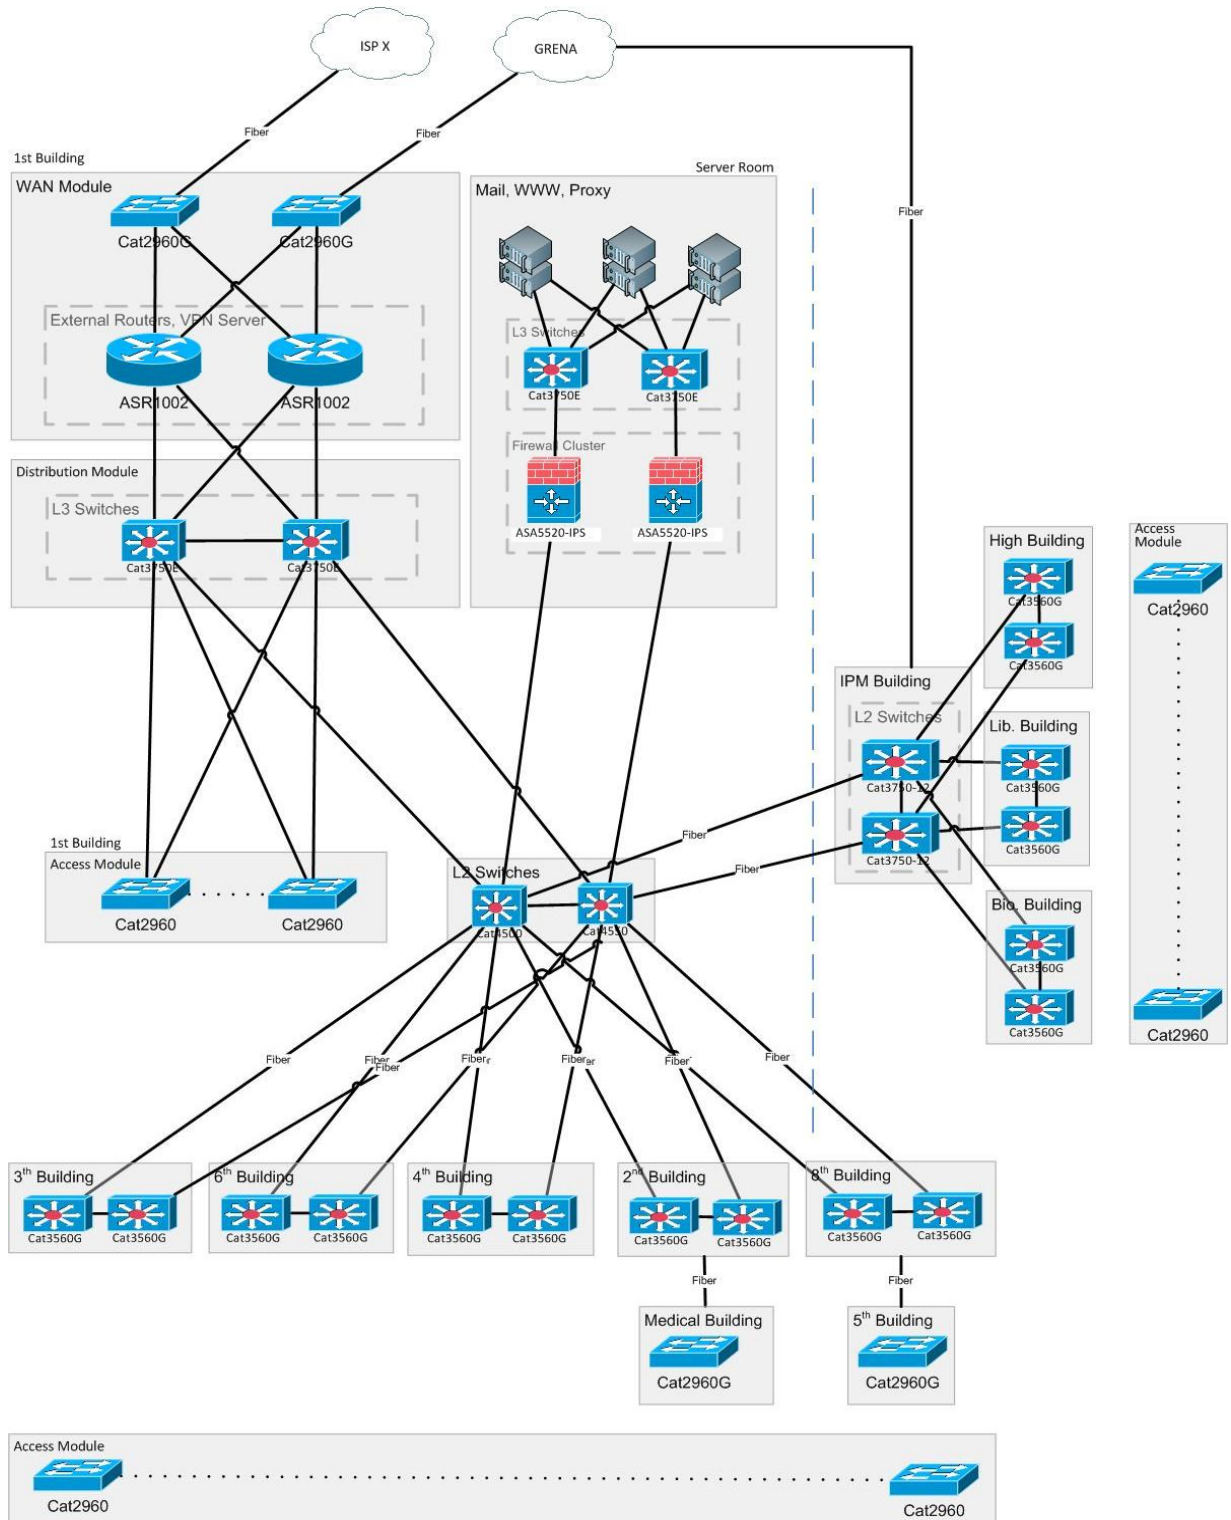 ISP X
GRENA
Fiber
Fiber
1st Building
WAN Module
Cat2960G
Cat2960G
External Routers, VPN Server
ASR1002
ASR1002
Distribution Module
L3 Switches
Cat3750E
Cat3750E
Server Room
Mail, WWW, Proxy
L3 Switches
Cat3750E
Cat3750E
Firewall Cluster
ASA5520-IPS
ASA5520-IPS
Fiber
IPM Building
L2 Switches
Cat3750-12
Cat3750-12
High Building
Cat3560G
Cat3560G
Lib. Building
Cat3560G
Cat3560G
Bio. Building
Cat3560G
Cat3560G
Access
Module
Cat2960
Cat2960
1st Building
Access Module
Cat2960
Cat2960
L2 Switches
Cat4500
Cat4550
Fiber
Fiber
Fiber
Fiber
Fiber
Fiber
Fiber
Fiber
Fiber
3th Building
Cat3560G
Cat3560G
6th Building
Cat3560G
Cat3560G
4th Building
Cat3560G
Cat3560G
2nd Building
Cat3560G
Cat3560G
8th Building
Cat3560G
Cat3560G
Fiber
Fiber
Medical Building
Cat2960G
5th Building
Cat2960G
Access Module
Cat2960
Cat2960